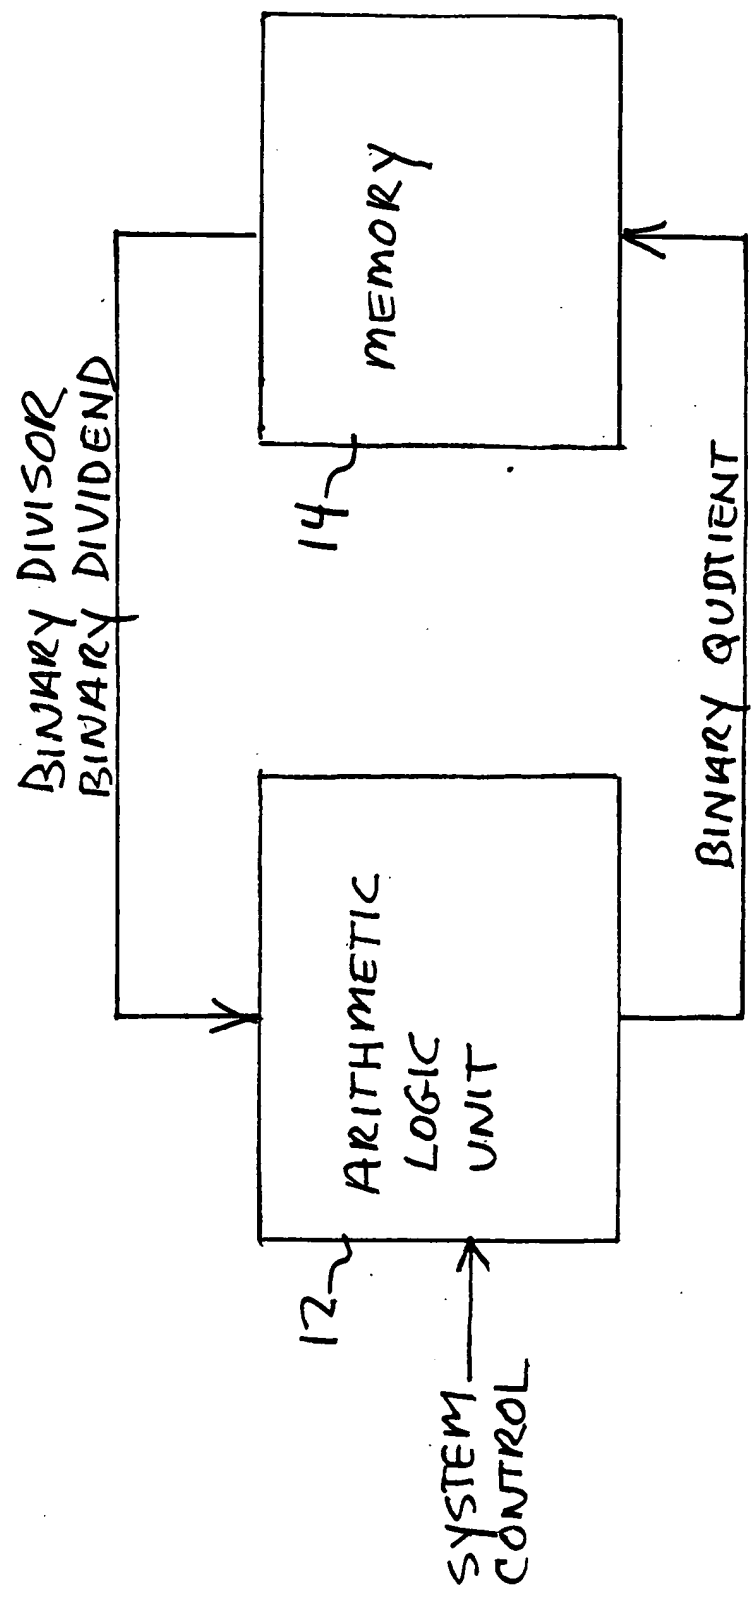 BINARY DIVISOR
BINARY DIVIDEND
12
ARITHMETIC
LOGIC
UNIT
14
MEMORY
SYSTEM
CONTROL
BINARY QUOTIENT